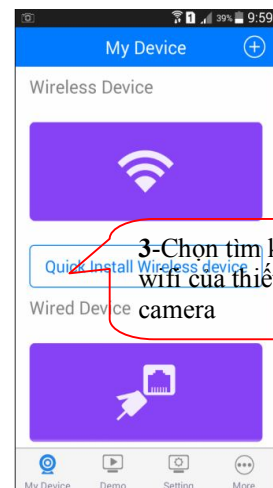 1 39% 9:59
My Device
Wireless Device
Quick Install Wireless device
3-Chọn tìm
wifi của
camera
Wired Device
My Device Demo Setting More